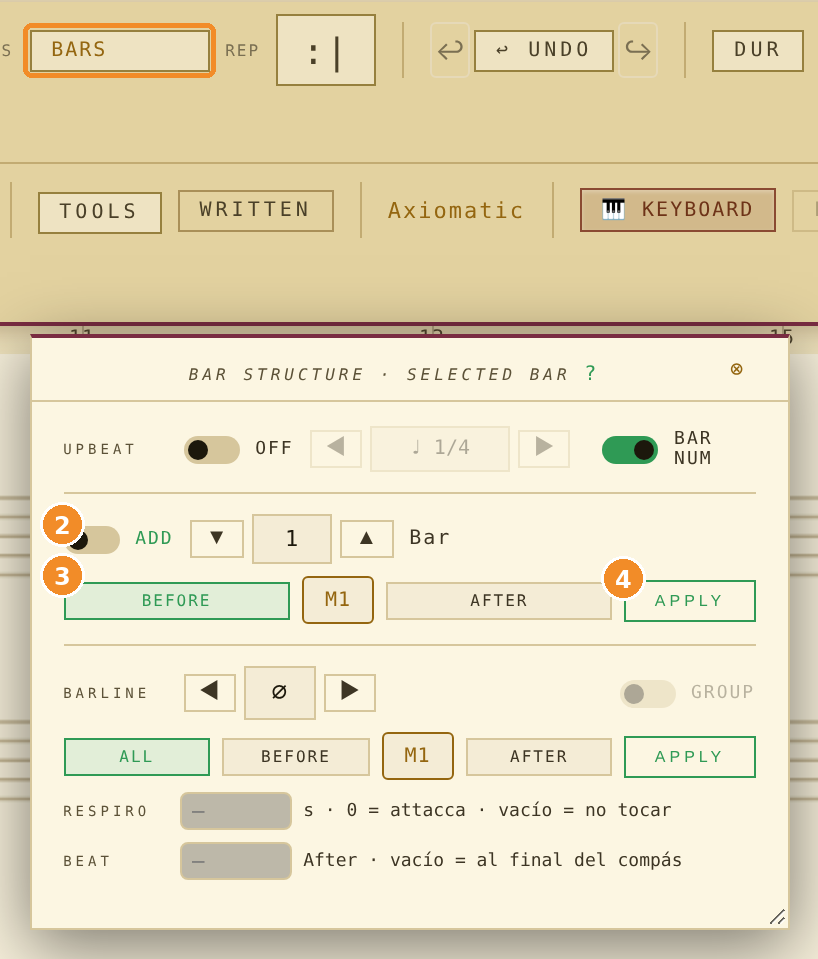 S BARS REP :| ↩ UNDO DUR
TOOLS WRITTEN Axiomatic 🎹 KEYBOARD
11 13 15
BAR STRUCTURE · SELECTED BAR ? ⊗
UPBEAT OFF ◀ ♩ 1/4 ▶ BAR NUM
2 ADD ▼ 1 ▲ Bar
3 BEFORE M1 AFTER 4 APPLY
BARLINE ◀ ∅ ▶ GROUP
ALL BEFORE M1 AFTER APPLY
RESPIRO — s · 0 = attacca · vacío = no tocar
BEAT — After · vacío = al final del compás